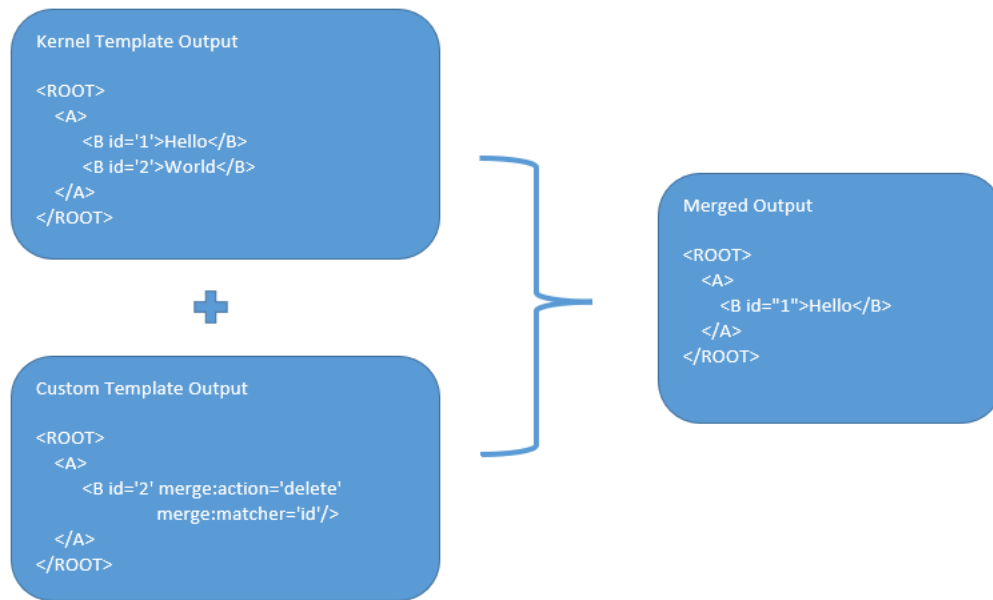 Kernel Template Output
<ROOT>
<A>
<B id='1'>Hello</B>
<B id='2'>World</B>
</A>
</ROOT>
Custom Template Output
<ROOT>
<A>
<B id='2' merge:action='delete'
merge:matcher='id'/>
</A>
</ROOT>
Merged Output
<ROOT>
<A>
<B id="1">Hello</B>
</A>
</ROOT>